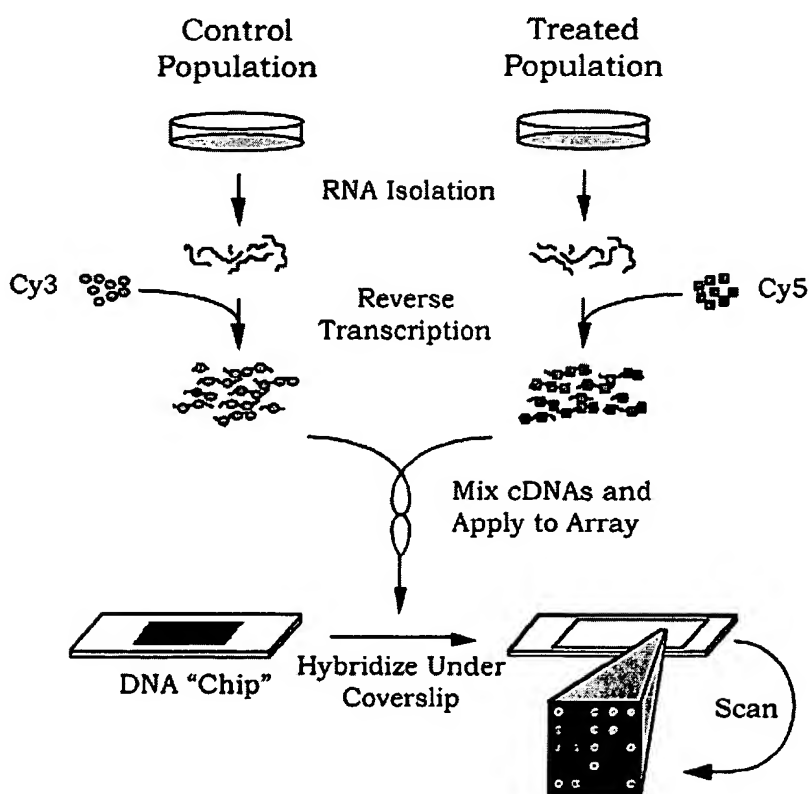 Control
Population
Treated
Population
RNA Isolation
Cy3
Reverse
Transcription
Cy5
Mix cDNAs and
Apply to Array
DNA "Chip"
Hybridize Under
Coverslip
Scan